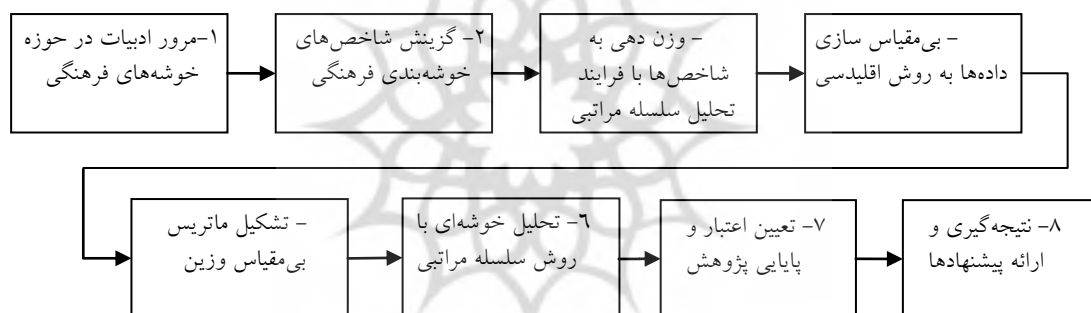 ۱-مرور ادبیات در حوزه
خوشه‌های فرهنگی
۲- گزینش شاخص‌های
خوشه‌بندی فرهنگی
- وزن دهی به
شاخص‌ها با فرایند
تحلیل سلسله مراتبی
- بی‌مقیاس سازی
داده‌ها به روش اقلیدسی
- تشکیل ماتریس
بی‌مقیاس وزین
۶- تحلیل خوشه‌ای با
روش سلسله مراتبی
۷- تعیین اعتبار و
پایایی پژوهش
۸- نتیجه‌گیری و
ارائه پیشنهادها